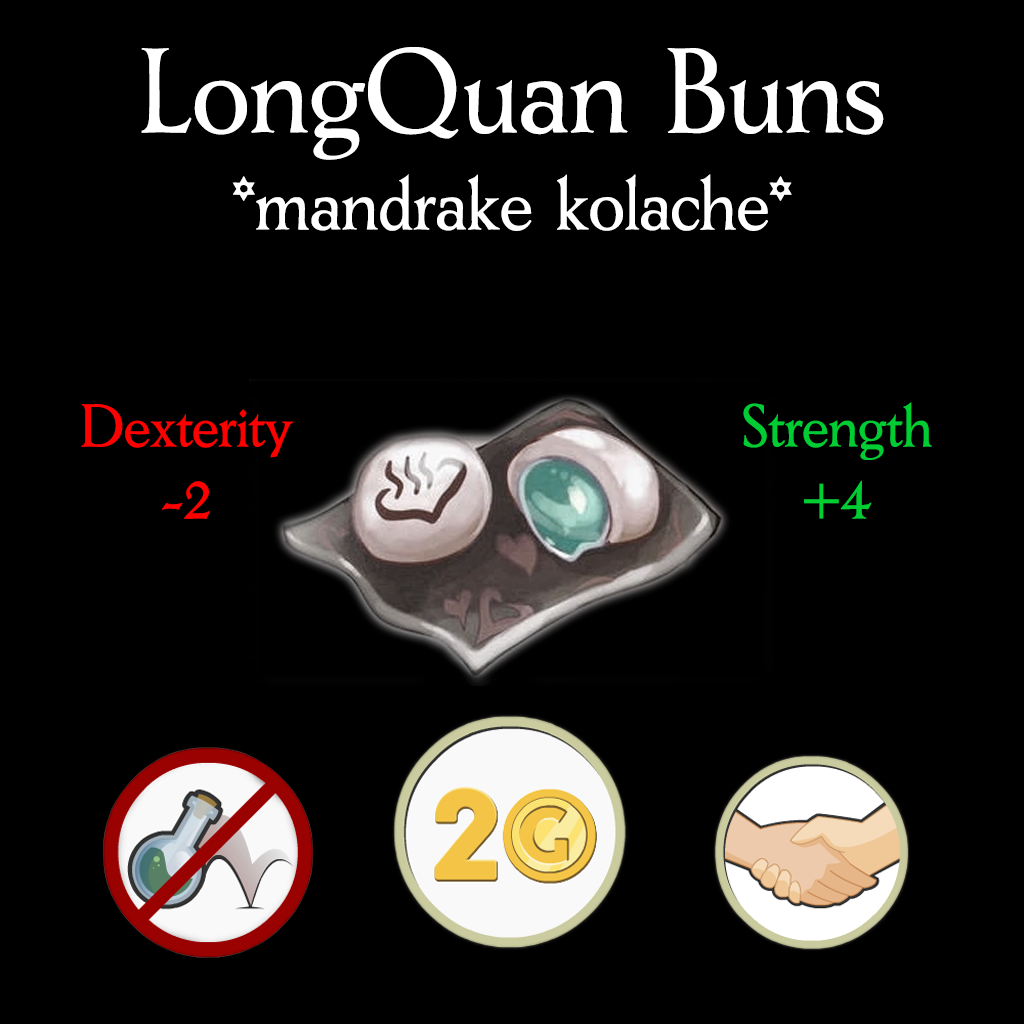 LongQuan Buns
*mandrake kolache*
Dexterity
-2
Strength
+4
2G